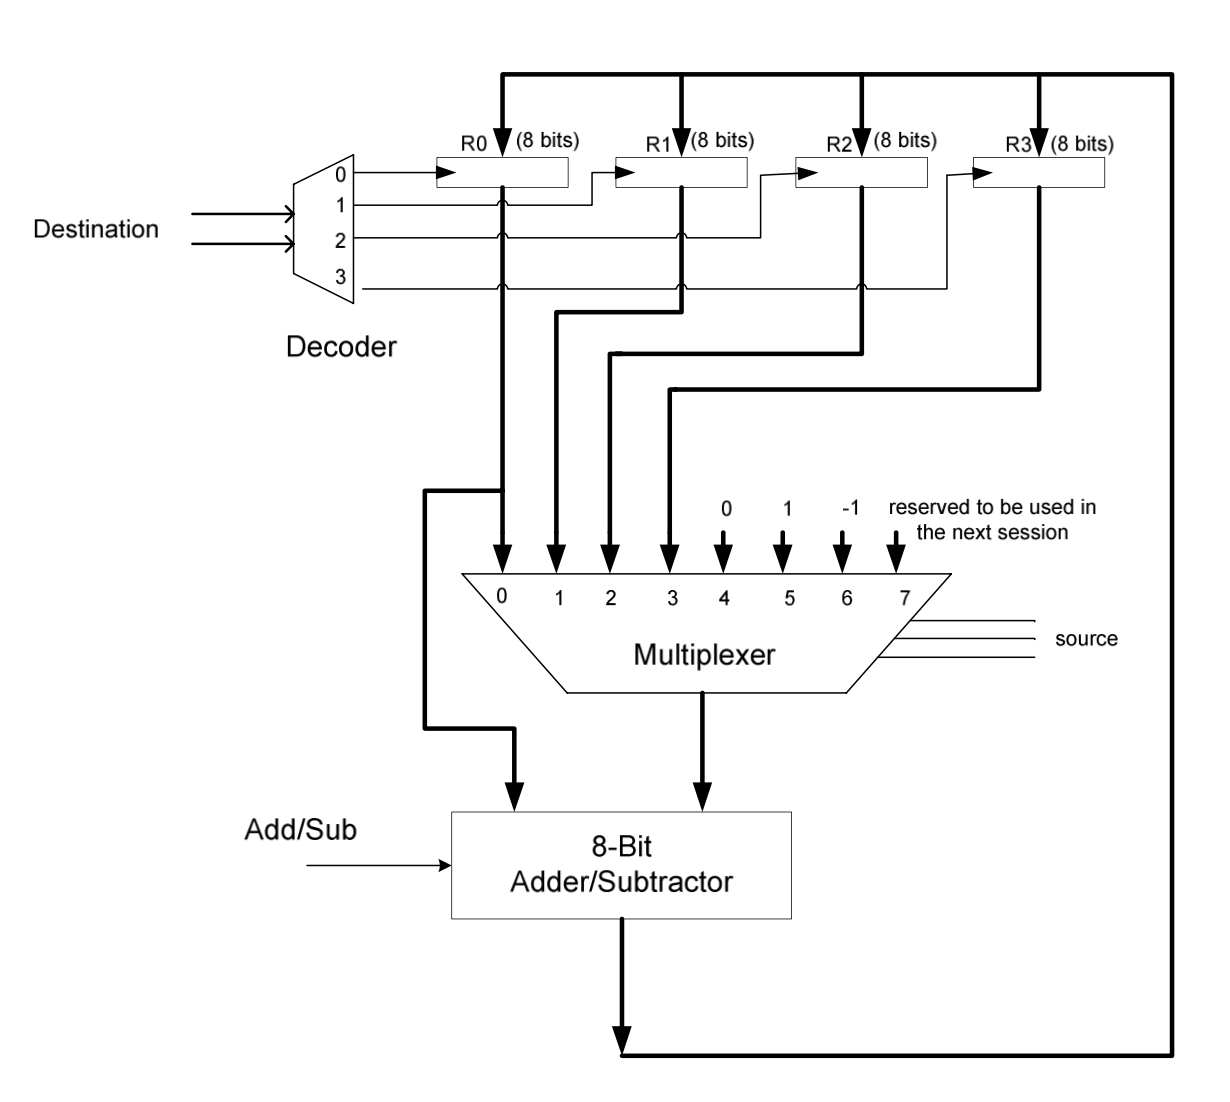 R0 (8 bits)
R1 (8 bits)
R2 (8 bits)
R3 (8 bits)
0
1
2
3
Destination
Decoder
0 1 -1 reserved to be used in
the next session
0 1 2 3 4 5 6 7
Multiplexer
source
Add/Sub
8-Bit
Adder/Subtractor